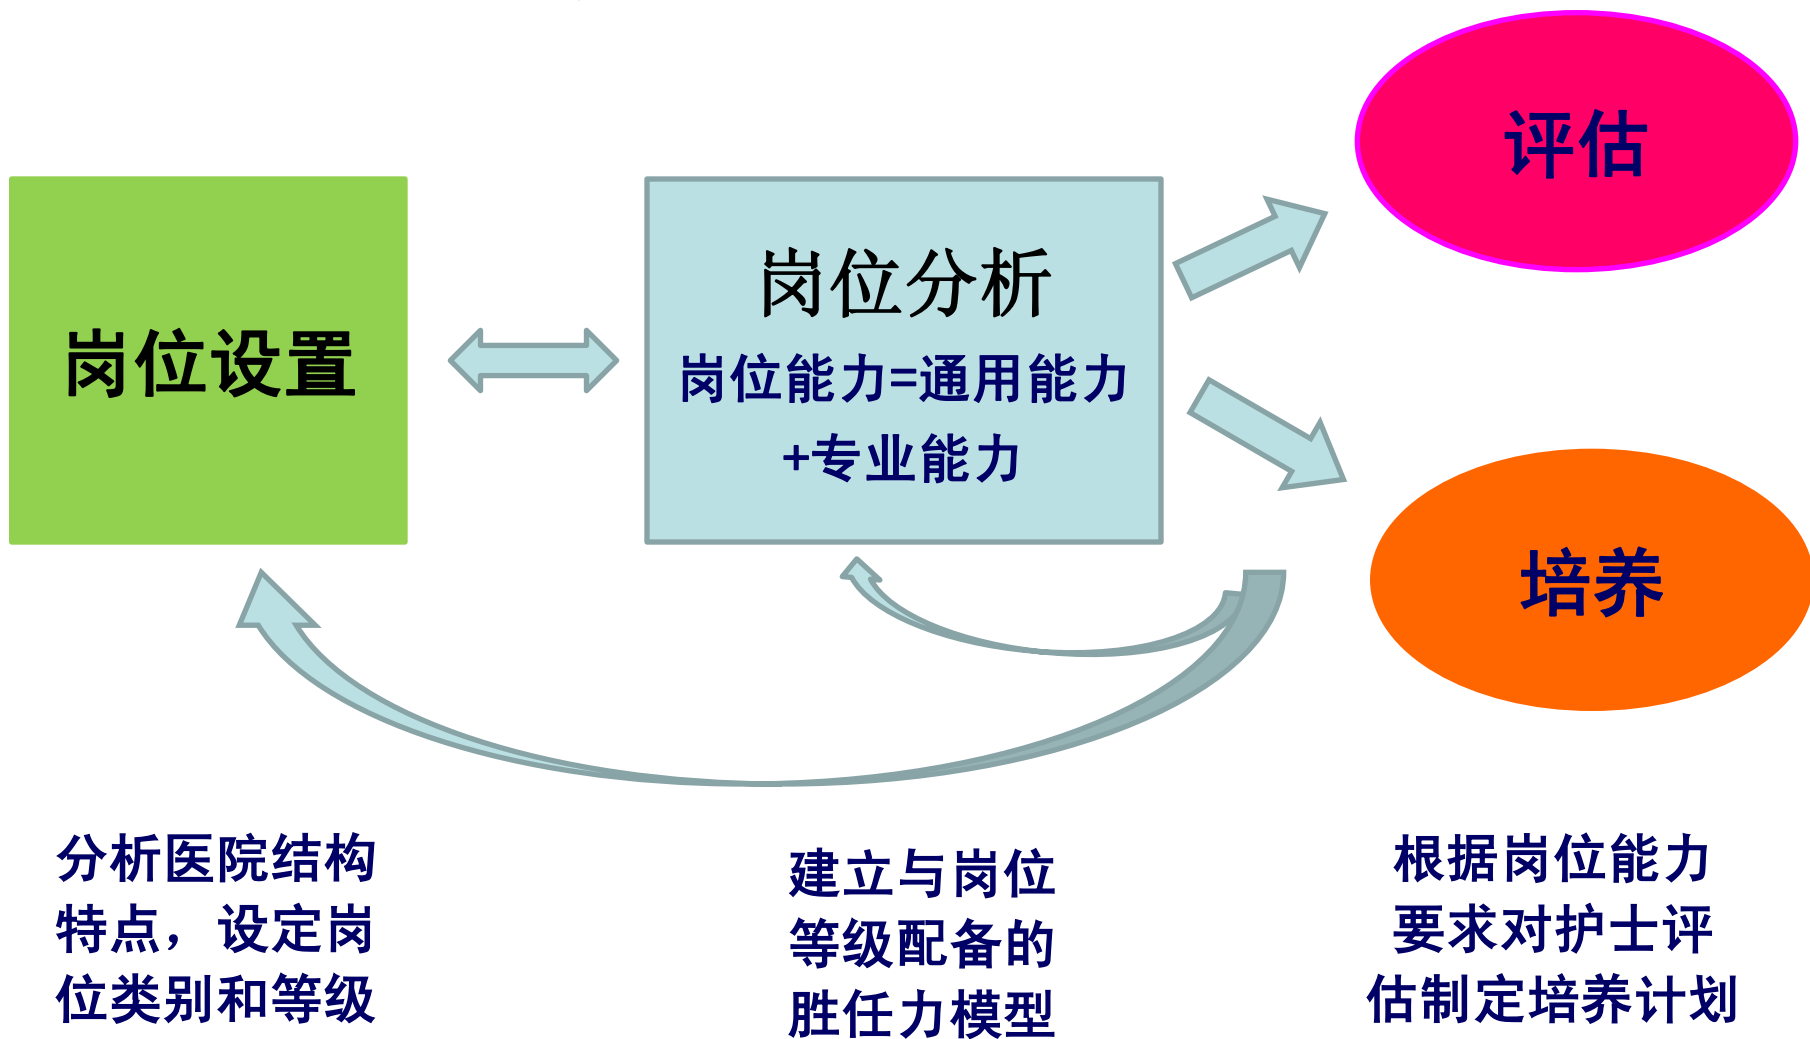 评估
岗位设置
岗位分析
岗位能力=通用能力
+专业能力
培养
分析医院结构
特点，设定岗
位类别和等级
建立与岗位
等级配备的
胜任力模型
根据岗位能力
要求对护士评
估制定培养计划